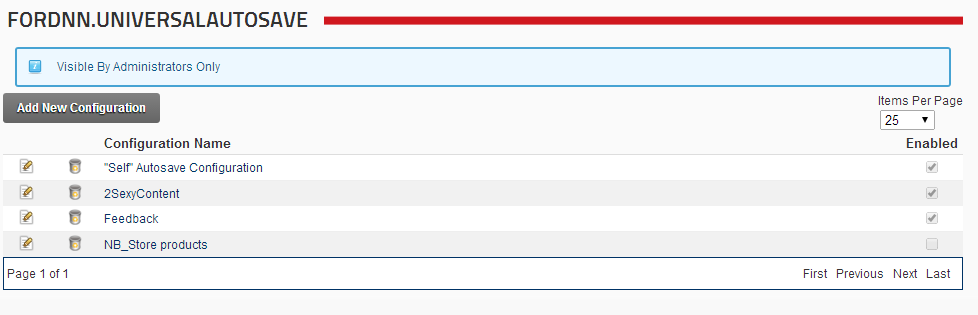 FORDNN.UNIVERSALAUTOSAVE
Visible By Administrators Only
Add New Configuration
Items Per Page
25
Configuration Name Enabled
"Self" Autosave Configuration
2SexyContent
Feedback
NB_Store products
Page 1 of 1 First Previous Next Last